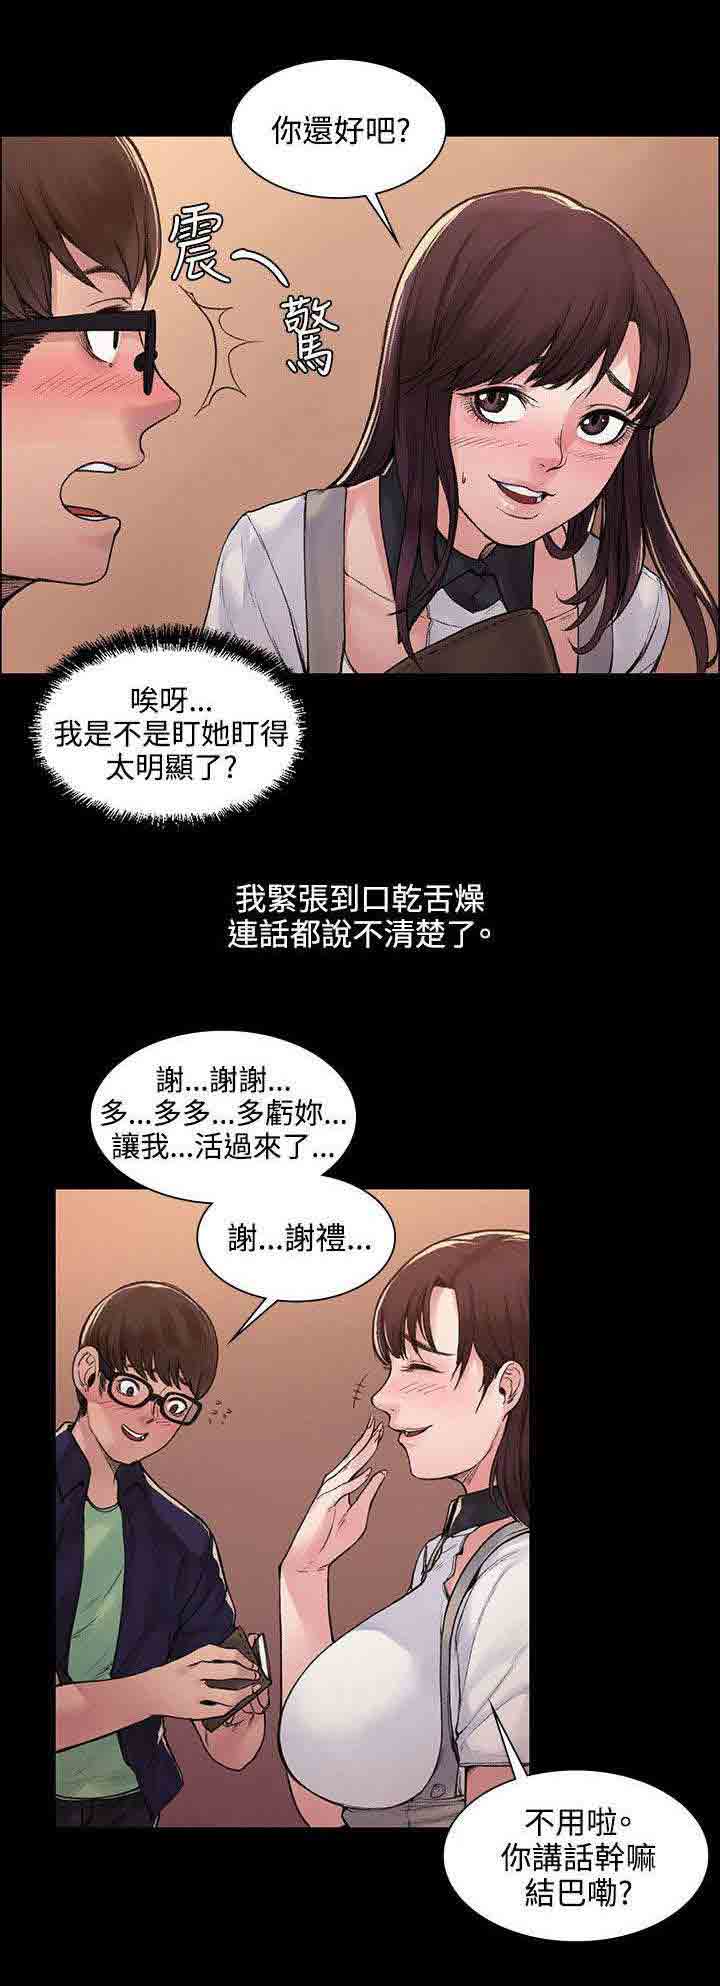 你還好吧?
震~
驚
唉呀...
我是不是盯她盯得
太明顯了?
我緊張到口乾舌燥
連話都說不清楚了。
謝...謝謝...
多...多多...多虧妳...
讓我...活過來了...
謝...謝禮...
不用啦。
你講話幹嘛
結巴嘞?